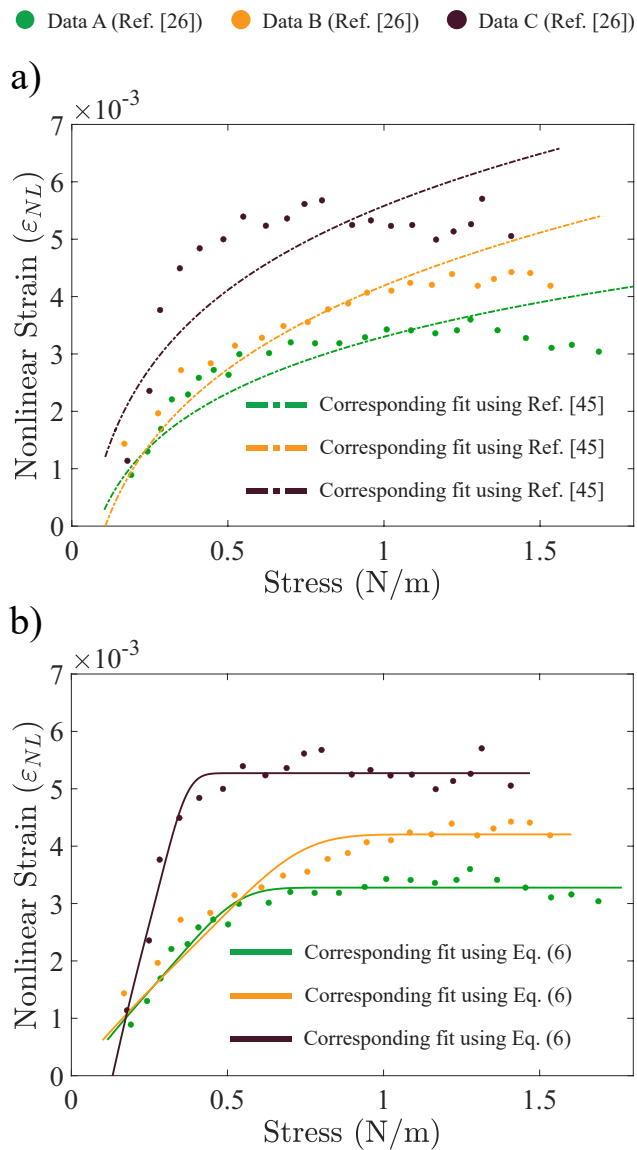 Data A (Ref. [26]) Data B (Ref. [26]) Data C (Ref. [26])
a)
×10⁻³
7
6
5
4
3
2
1
0
Nonlinear Strain (εNL)
Corresponding fit using Ref. [45]
Corresponding fit using Ref. [45]
Corresponding fit using Ref. [45]
0 0.5 1 1.5
Stress (N/m)
b)
×10⁻³
7
6
5
4
3
2
1
0
Nonlinear Strain (εNL)
Corresponding fit using Eq. (6)
Corresponding fit using Eq. (6)
Corresponding fit using Eq. (6)
0 0.5 1 1.5
Stress (N/m)